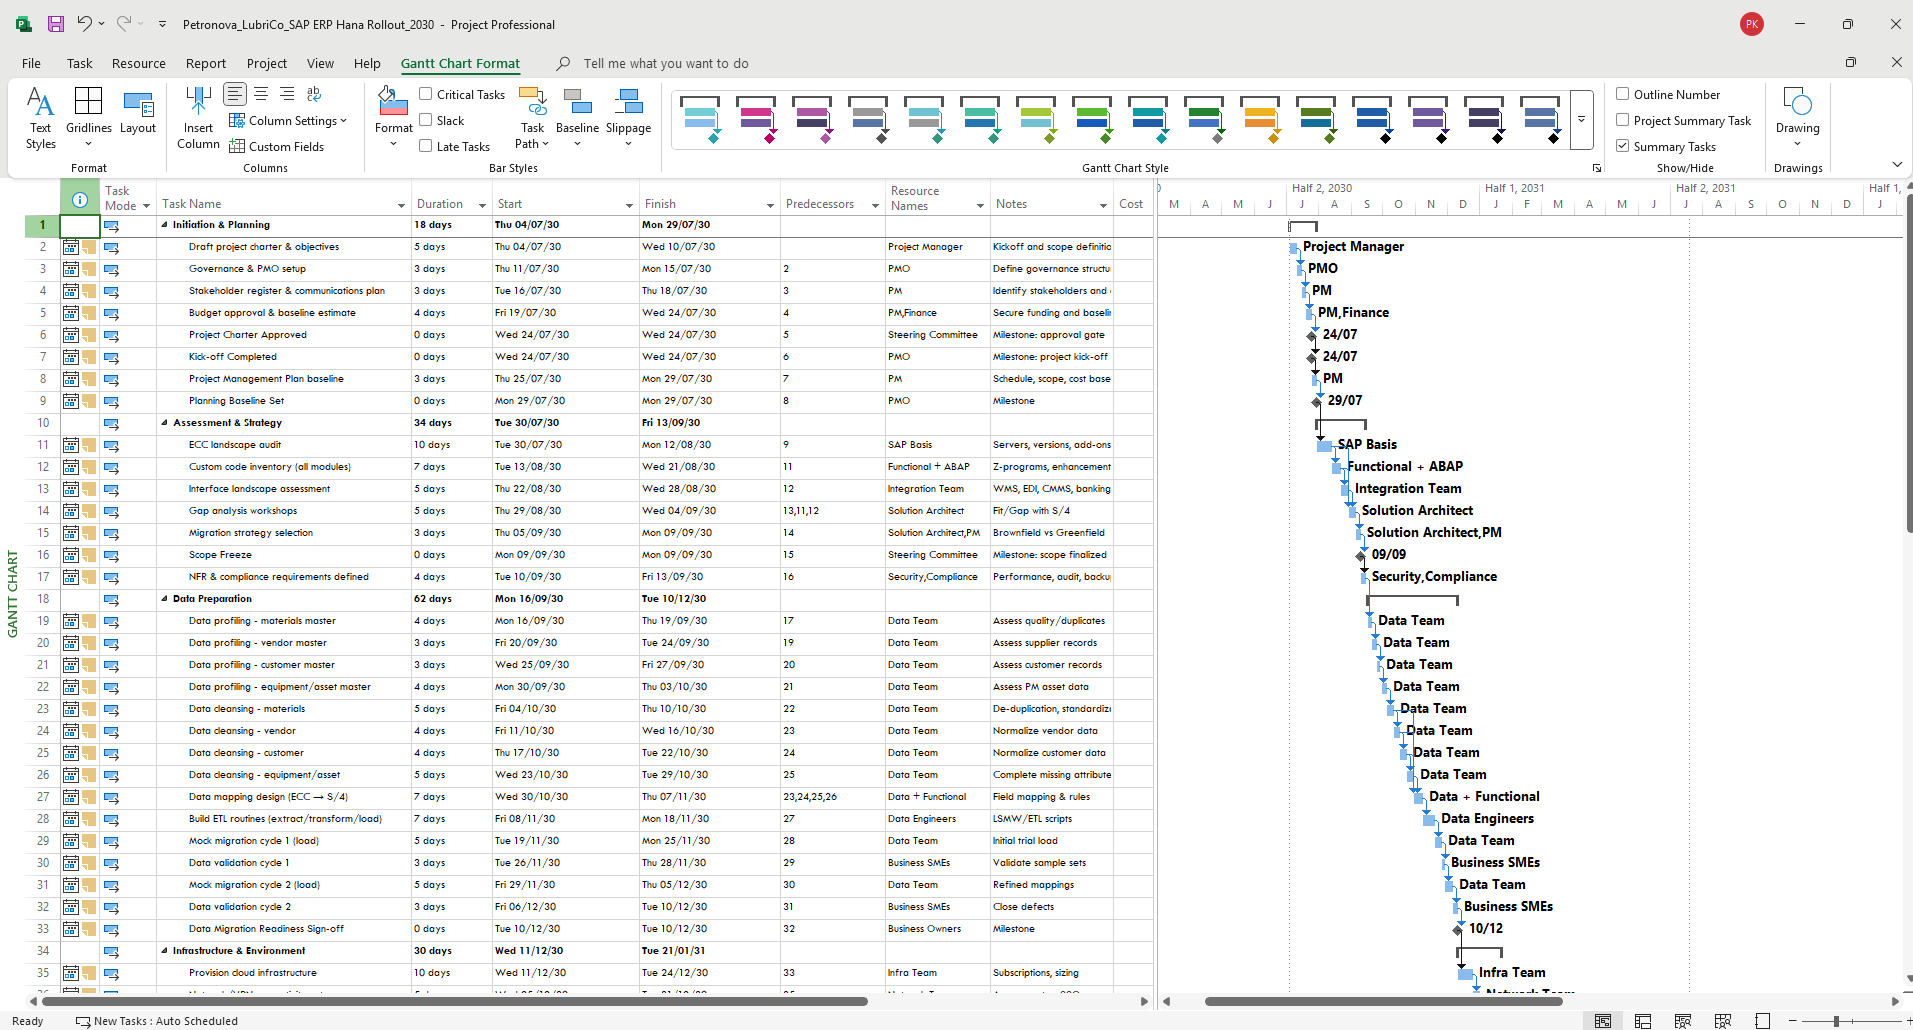 Petronova_LubriCo_SAP ERP Hana Rollout_2030 - Project Professional
PK
File Task Resource Report Project View Help Gantt Chart Format Tell me what you want to do
Text Styles
Gridlines
Layout
Format
Insert Column
Column Settings
Custom Fields
Columns
Format
Critical Tasks
Slack
Late Tasks
Task Path
Baseline
Slippage
Bar Styles
Gantt Chart Style
Outline Number
Project Summary Task
Summary Tasks
Show/Hide
Drawing
Drawings
GANTT CHART
Task Mode Task Name Duration Start Finish Predecessors Resource Names Notes Cost
1 Initiation & Planning 18 days Thu 04/07/30 Mon 29/07/30
2 Draft project charter & objectives 5 days Thu 04/07/30 Wed 10/07/30 Project Manager Kickoff and scope definitic
3 Governance & PMO setup 3 days Thu 11/07/30 Mon 15/07/30 2 PMO Define governance structu
4 Stakeholder register & communications plan 3 days Tue 16/07/30 Thu 18/07/30 3 PM Identify stakeholders and
5 Budget approval & baseline estimate 4 days Fri 19/07/30 Wed 24/07/30 4 PM,Finance Secure funding and baselin
6 Project Charter Approved 0 days Wed 24/07/30 Wed 24/07/30 5 Steering Committee Milestone: approval gate
7 Kick-off Completed 0 days Wed 24/07/30 Wed 24/07/30 6 PMO Milestone: project kick-off
8 Project Management Plan baseline 3 days Thu 25/07/30 Mon 29/07/30 7 PM Schedule, scope, cost base
9 Planning Baseline Set 0 days Mon 29/07/30 Mon 29/07/30 8 PMO Milestone
10 Assessment & Strategy 34 days Tue 30/07/30 Fri 13/09/30
11 ECC landscape audit 10 days Tue 30/07/30 Mon 12/08/30 9 SAP Basis Servers, versions, add-ons
12 Custom code inventory (all modules) 7 days Tue 13/08/30 Wed 21/08/30 11 Functional + ABAP Z-programs, enhancement
13 Interface landscape assessment 5 days Thu 22/08/30 Wed 28/08/30 12 Integration Team WMS, EDI, CMMS, banking
14 Gap analysis workshops 5 days Thu 29/08/30 Wed 04/09/30 13,11,12 Solution Architect Fit/Gap with S/4
15 Migration strategy selection 3 days Thu 05/09/30 Mon 09/09/30 14 Solution Architect,PM Brownfield vs Greenfield
16 Scope Freeze 0 days Mon 09/09/30 Mon 09/09/30 15 Steering Committee Milestone: scope finalized
17 NFR & compliance requirements defined 4 days Tue 10/09/30 Fri 13/09/30 16 Security,Compliance Performance, audit, backu
18 Data Preparation 62 days Mon 16/09/30 Tue 10/12/30
19 Data profiling - materials master 4 days Mon 16/09/30 Thu 19/09/30 17 Data Team Assess quality/duplicates
20 Data profiling - vendor master 3 days Fri 20/09/30 Tue 24/09/30 19 Data Team Assess supplier records
21 Data profiling - customer master 3 days Wed 25/09/30 Fri 27/09/30 20 Data Team Assess customer records
22 Data profiling - equipment/asset master 4 days Mon 30/09/30 Thu 03/10/30 21 Data Team Assess PM asset data
23 Data cleansing - materials 5 days Fri 04/10/30 Thu 10/10/30 22 Data Team De-duplication, standardiz
24 Data cleansing - vendor 4 days Fri 11/10/30 Wed 16/10/30 23 Data Team Normalize vendor data
25 Data cleansing - customer 4 days Thu 17/10/30 Tue 22/10/30 24 Data Team Normalize customer data
26 Data cleansing - equipment/asset 5 days Wed 23/10/30 Tue 29/10/30 25 Data Team Complete missing attribute
27 Data mapping design (ECC → S/4) 7 days Wed 30/10/30 Thu 07/11/30 23,24,25,26 Data + Functional Field mapping & rules
28 Build ETL routines (extract/transform/load) 7 days Fri 08/11/30 Mon 18/11/30 27 Data Engineers LSMW/ETL scripts
29 Mock migration cycle 1 (load) 5 days Tue 19/11/30 Mon 25/11/30 28 Data Team Initial trial load
30 Data validation cycle 1 3 days Tue 26/11/30 Thu 28/11/30 29 Business SMEs Validate sample sets
31 Mock migration cycle 2 (load) 5 days Fri 29/11/30 Thu 05/12/30 30 Data Team Refined mappings
32 Data validation cycle 2 3 days Fri 06/12/30 Tue 10/12/30 31 Business SMEs Close defects
33 Data Migration Readiness Sign-off 0 days Tue 10/12/30 Tue 10/12/30 32 Business Owners Milestone
34 Infrastructure & Environment 30 days Wed 11/12/30 Tue 21/01/31
35 Provision cloud infrastructure 10 days Wed 11/12/30 Tue 24/12/30 33 Infra Team Subscriptions, sizing
Half 2, 2030 Half 1, 2031 Half 2, 2031 Half 1,
M A M J J A S O N D J F M A M J J A S O N D J
Project Manager
PMO
PM
PM,Finance
24/07
24/07
PM
29/07
SAP Basis
Functional + ABAP
Integration Team
Solution Architect
Solution Architect,PM
09/09
Security,Compliance
Data Team
Data Team
Data Team
Data Team
Data Team
Data Team
Data Team
Data Team
Data + Functional
Data Engineers
Data Team
Business SMEs
Data Team
Business SMEs
10/12
Infra Team
Ready New Tasks : Auto Scheduled